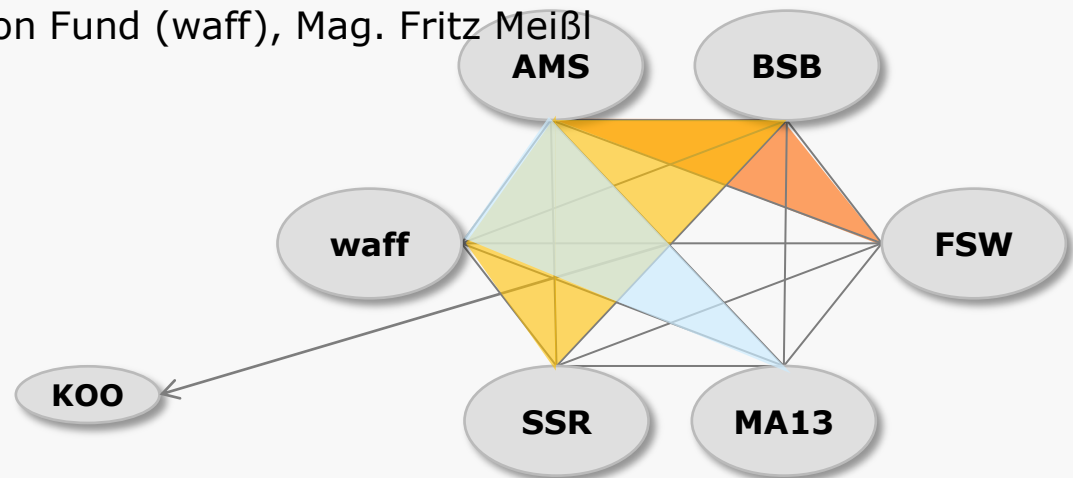 on Fund (waff), Mag. Fritz Meißl
AMS
BSB
waff
FSW
KOO
SSR
MA13